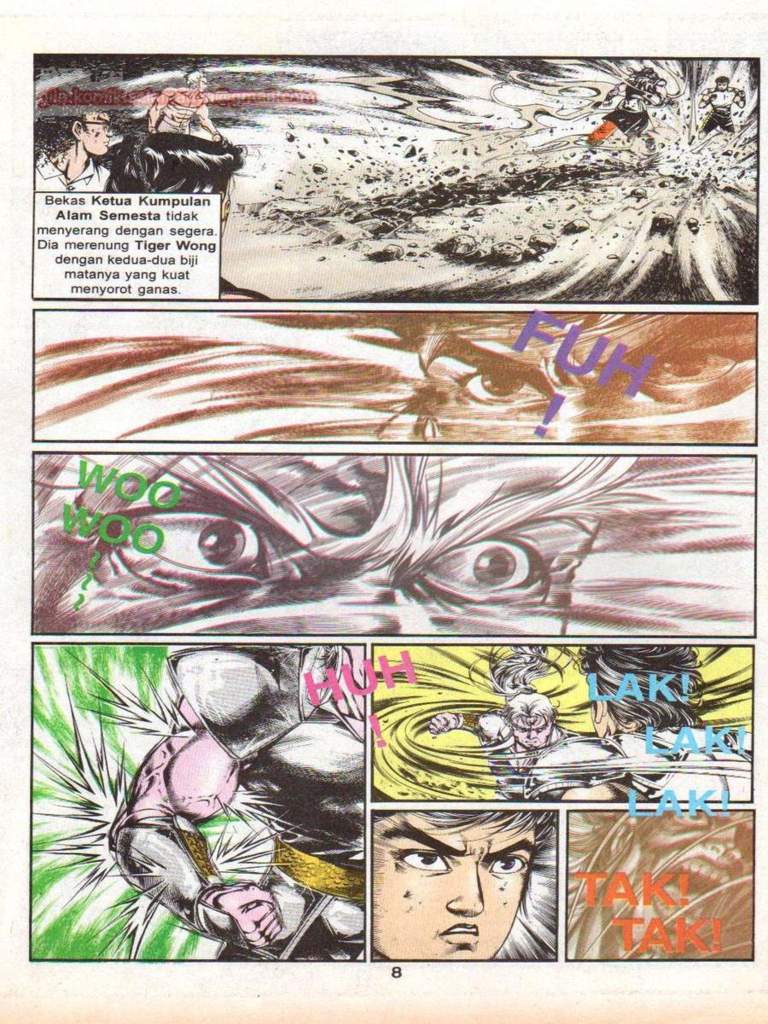 Bekas Ketua Kumpulan
Alam Semesta tidak
menyerang dengan segera.
Dia merenung Tiger Wong
dengan kedua-dua biji
matanya yang kuat
menyorot ganas.
FUH
!
WOO
WOO
~
HUH
!
LAK!
LAK!
LAK!
TAK!
TAK!
8